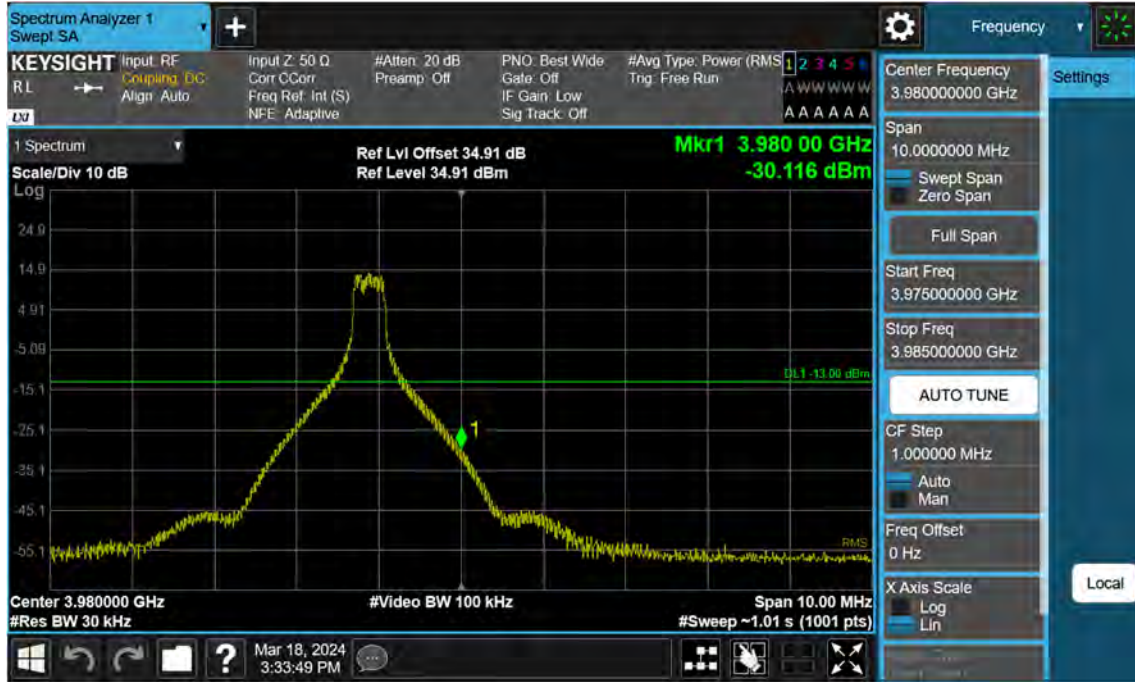 Spectrum Analyzer 1
Swept SA
+
Frequency
KEYSIGHT
RL
LXI
Input: RF
Coupling: DC
Align: Auto
Input Z: 50 Ω
Corr CCorr
Freq Ref: Int (S)
NFE: Adaptive
#Atten: 20 dB
Preamp: Off
PNO: Best Wide
Gate: Off
IF Gain: Low
Sig Track: Off
#Avg Type: Power (RMS
Trig: Free Run
1 2 3 4 5 6
A W W W W W
A A A A A A
1 Spectrum
Scale/Div 10 dB
Ref Lvl Offset 34.91 dB
Ref Level 34.91 dBm
Mkr1 3.980 00 GHz
-30.116 dBm
Log
24.9
14.9
4.91
-5.09
-15.1
-25.1
-35.1
-45.1
-55.1
DL1 -13.00 dBm
1
RMS
Center 3.980000 GHz
#Video BW 100 kHz
Span 10.00 MHz
#Res BW 30 kHz
#Sweep ~1.01 s (1001 pts)
Center Frequency
3.980000000 GHz
Settings
Span
10.0000000 MHz
Swept Span
Zero Span
Full Span
Start Freq
3.975000000 GHz
Stop Freq
3.985000000 GHz
AUTO TUNE
CF Step
1.000000 MHz
Auto
Man
Freq Offset
0 Hz
X Axis Scale
Log
Lin
Local
?
Mar 18, 2024
3:33:49 PM